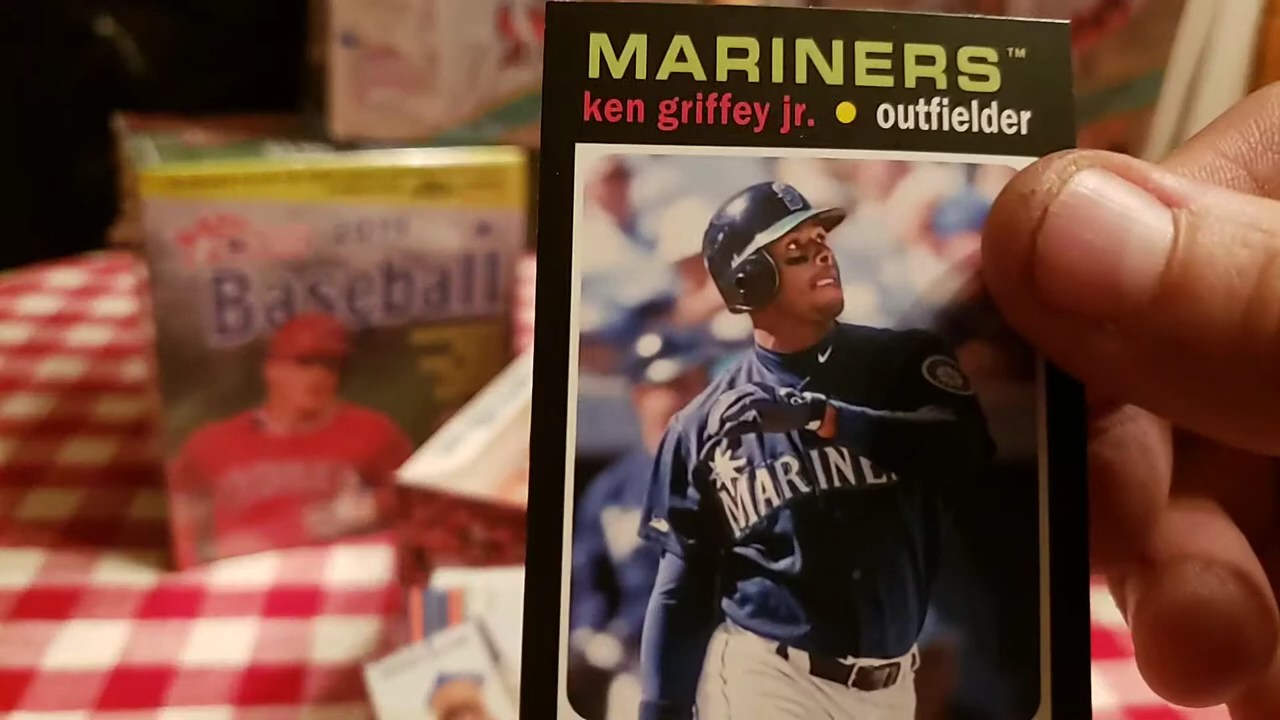 MARINERS™
ken griffey jr. • outfielder
MARINE
Baseball